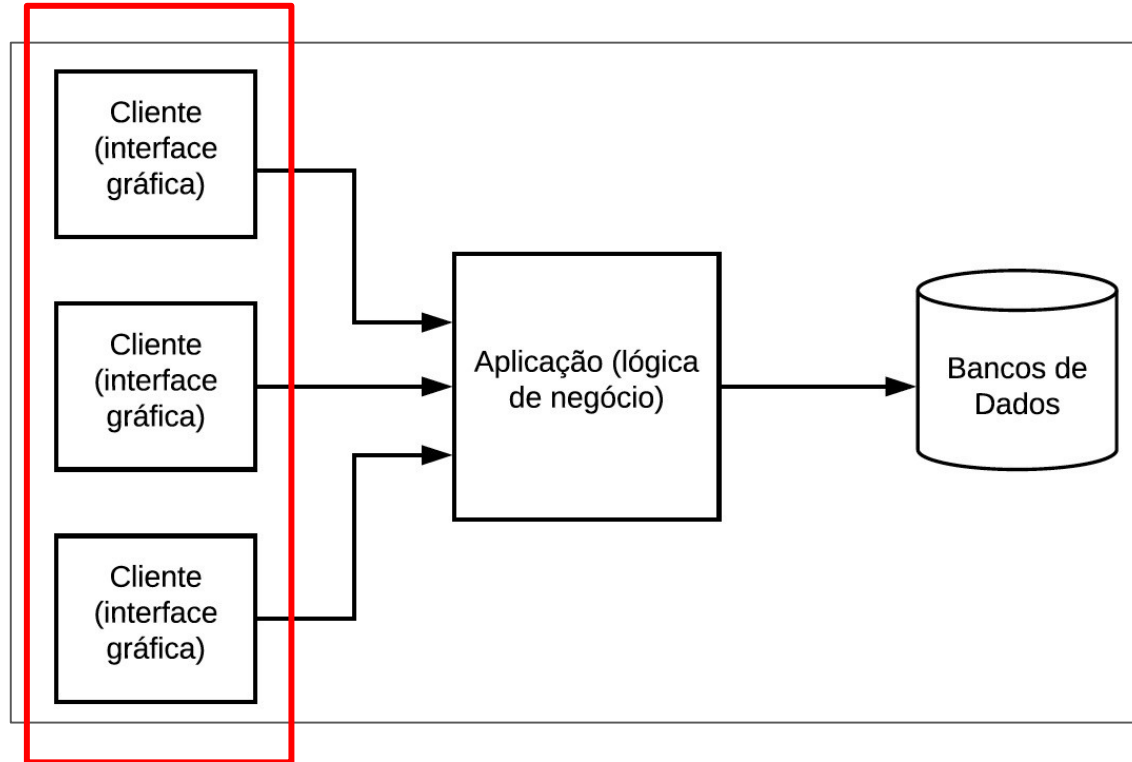 Cliente
(interface
gráfica)
Cliente
(interface
gráfica)
Cliente
(interface
gráfica)
Aplicação (lógica
de negócio)
Bancos de
Dados